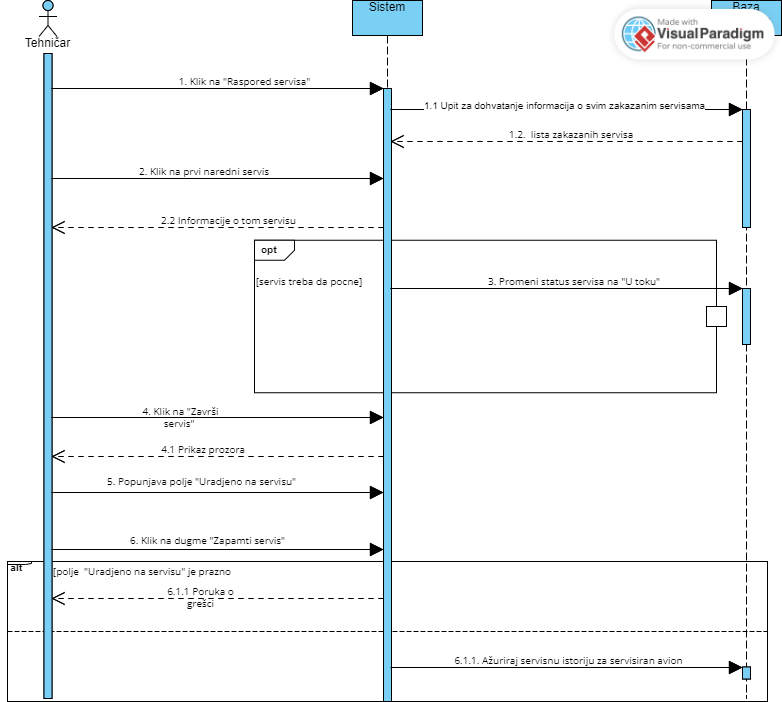 Sistem
Baza
Made with
VisualParadigm
For non-commercial use
Tehničar
1. Klik na "Raspored servisa"
1.1 Upit za dohvatanje informacija o svim zakazanim servisama
1.2. lista zakazanih servisa
2. Klik na prvi naredni servis
2.2 Informacije o tom servisu
opt
[servis treba da pocne]
3. Promeni status servisa na "U toku"
4. Klik na "Završi
servis"
4.1 Prikaz prozora
5. Popunjava polje "Uradjeno na servisu"
6. Klik na dugme "Zapamti servis"
alt
[polje "Uradjeno na servisu" je prazno
6.1.1 Poruka o
grešci
6.1.1. Ažuriraj servisnu istoriju za servisiran avion